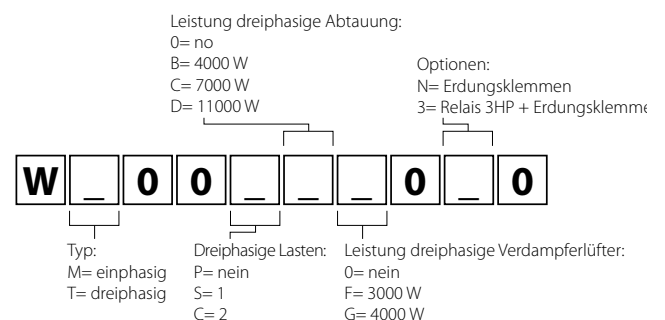 Leistung dreiphasige Abtauung:
0= no
B= 4000 W
C= 7000 W
D= 11000 W
Optionen:
N= Erdungsklemmen
3= Relais 3HP + Erdungsklemme
W _ 0 0 _ _ _ 0 _ 0
Typ:
M= einphasig
T= dreiphasig
Dreiphasige Lasten:
P= nein
S= 1
C= 2
Leistung dreiphasige Verdampferlüfter:
0= nein
F= 3000 W
G= 4000 W